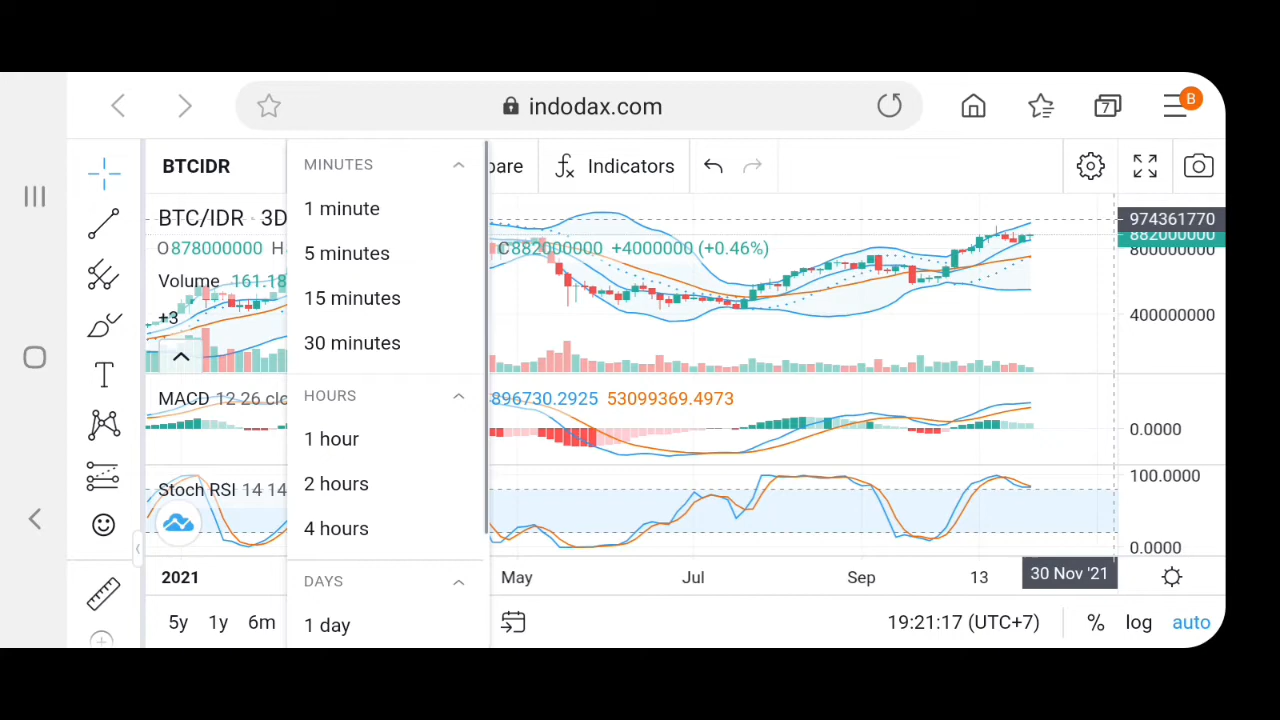 indodax.com
7
B
BTCIDR
pare
Indicators
BTC/IDR · 3D
O878000000 H
C882000000 +4000000 (+0.46%)
Volume 161.18
+3
MINUTES
1 minute
5 minutes
15 minutes
30 minutes
HOURS
1 hour
2 hours
4 hours
DAYS
1 day
974361770
882000000
800000000
400000000
MACD 12 26 clo
896730.2925 53099369.4973
0.0000
Stoch RSI 14 14
100.0000
0.0000
2021
May
Jul
Sep
13
30 Nov '21
5y 1y 6m
19:21:17 (UTC+7)
% log auto